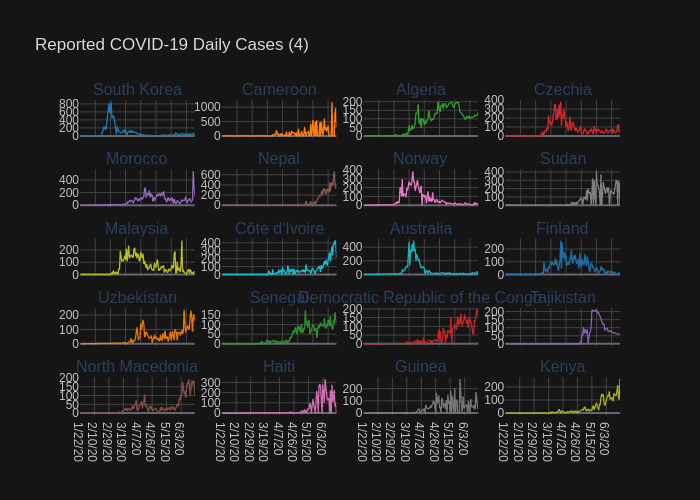 Reported COVID-19 Daily Cases (4)
South Korea Cameroon Algeria Czechia
800 600 400 200 0
1000 500 0
200 150 100 50 0
400 300 200 100 0
Morocco Nepal Norway Sudan
400 200 0
600 400 200 0
400 300 200 100 0
400 300 200 100 0
Malaysia Côte d'Ivoire Australia Finland
200 100 0
400 300 200 100 0
400 200 0
200 100 0
Uzbekistan Senegal Democratic Republic of the Congo Tajikistan
200 100 0
150 100 50 0
200 150 100 50 0
200 100 0
North Macedonia Haiti Guinea Kenya
200 150 100 50 0
300 200 100 0
200 100 0
200 100 0
1/22/20 2/10/20 2/29/20 3/19/20 4/7/20 4/26/20 5/15/20 6/3/20
1/22/20 2/10/20 2/29/20 3/19/20 4/7/20 4/26/20 5/15/20 6/3/20
1/22/20 2/10/20 2/29/20 3/19/20 4/7/20 4/26/20 5/15/20 6/3/20
1/22/20 2/10/20 2/29/20 3/19/20 4/7/20 4/26/20 5/15/20 6/3/20